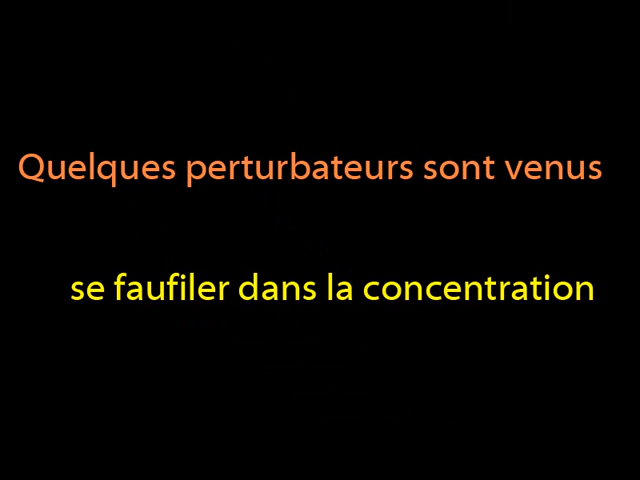 Quelques perturbateurs sont venus
se faufiler dans la concentration